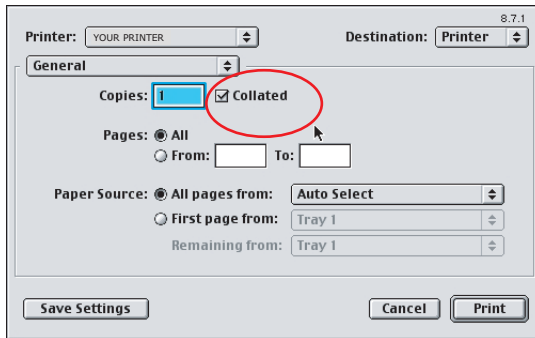 8.7.1
Printer: YOUR PRINTER Destination: Printer
General
Copies: 1 Collated
Pages: All
From: To:
Paper Source: All pages from: Auto Select
First page from: Tray 1
Remaining from: Tray 1
Save Settings Cancel Print